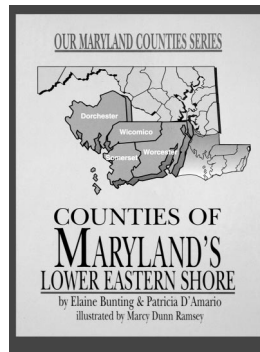 OUR MARYLAND COUNTIES SERIES
Dorchester
Wicomico
Somerset
Worcester
COUNTIES OF
MARYLAND'S
LOWER EASTERN SHORE
by Elaine Bunting & Patricia D'Amario
illustrated by Marcy Dunn Ramsey